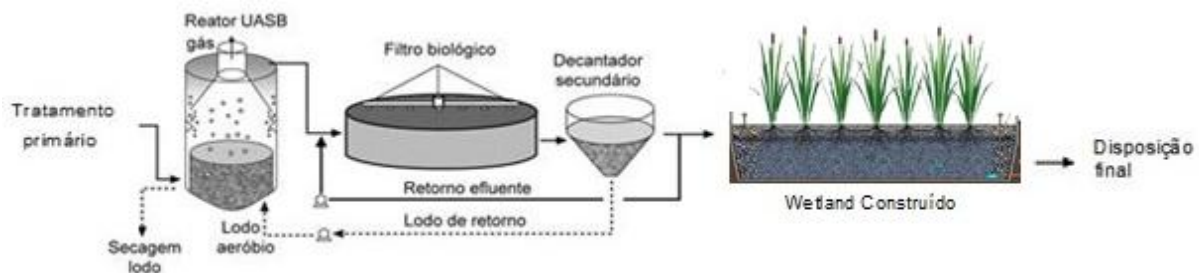 Reator UASB
gás
Filtro biológico
Decantador
secundário
Tratamento
primário
Disposição
final
Retorno efluente
Wetland Construído
Lodo de retorno
Lodo
aeróbio
Secagem
lodo